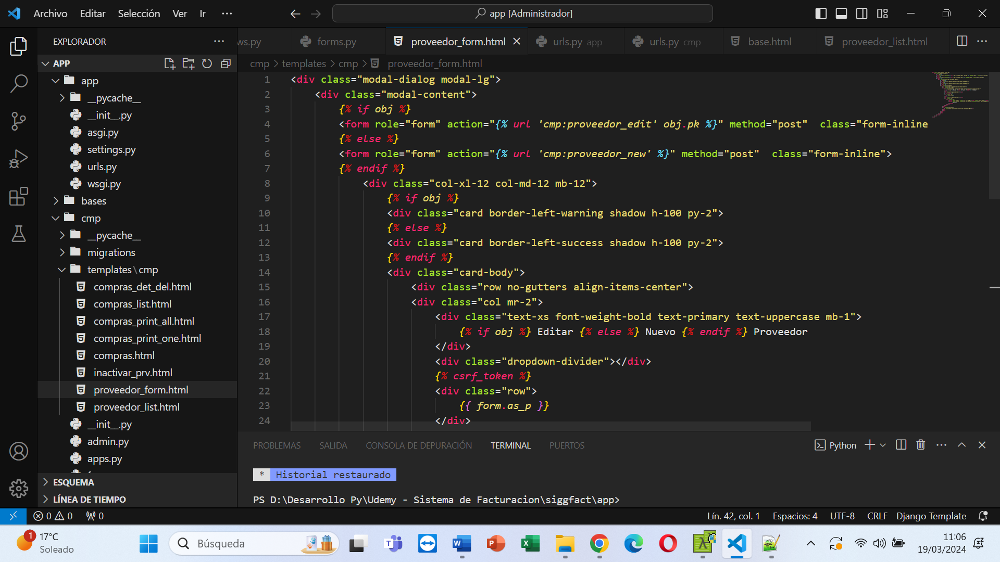 Archivo Editar Selección Ver Ir ··· app [Administrador]
EXPLORADOR
ws.py forms.py proveedor_form.html urls.py app urls.py cmp base.html proveedor_list.html
APP
cmp > templates > cmp > proveedor_form.html
app
__pycache__
__init__.py
asgi.py
settings.py
urls.py
wsgi.py
bases
cmp
__pycache__
migrations
templates\cmp
compras_det_del.html
compras_list.html
compras_print_all.html
compras_print_one.html
compras.html
inactivar_prv.html
proveedor_form.html
proveedor_list.html
__init__.py
admin.py
apps.py
ESQUEMA
LÍNEA DE TIEMPO
1 <div class="modal-dialog modal-lg">
2 <div class="modal-content">
3 {% if obj %}
4 <form role="form" action="{% url 'cmp:proveedor_edit' obj.pk %}" method="post"  class="form-inline
5 {% else %}
6 <form role="form" action="{% url 'cmp:proveedor_new' %}" method="post"  class="form-inline">
7 {% endif %}
8 <div class="col-xl-12 col-md-12 mb-12">
9 {% if obj %}
10 <div class="card border-left-warning shadow h-100 py-2">
11 {% else %}
12 <div class="card border-left-success shadow h-100 py-2">
13 {% endif %}
14 <div class="card-body">
15 <div class="row no-gutters align-items-center">
16 <div class="col mr-2">
17 <div class="text-xs font-weight-bold text-primary text-uppercase mb-1">
18 {% if obj %} Editar {% else %} Nuevo {% endif %} Proveedor
19 </div>
20 <div class="dropdown-divider"></div>
21 {% csrf_token %}
22 <div class="row">
23 {{ form.as_p }}
24 </div>
PROBLEMAS SALIDA CONSOLA DE DEPURACIÓN TERMINAL PUERTOS Python
* Historial restaurado
PS D:\Desarrollo Py\Udemy - Sistema de Facturacion\siggfact\app>
0 0 0 Lín. 42, col. 1 Espacios: 4 UTF-8 CRLF Django Template
1 17°C
Soleado
Búsqueda
11:06
19/03/2024